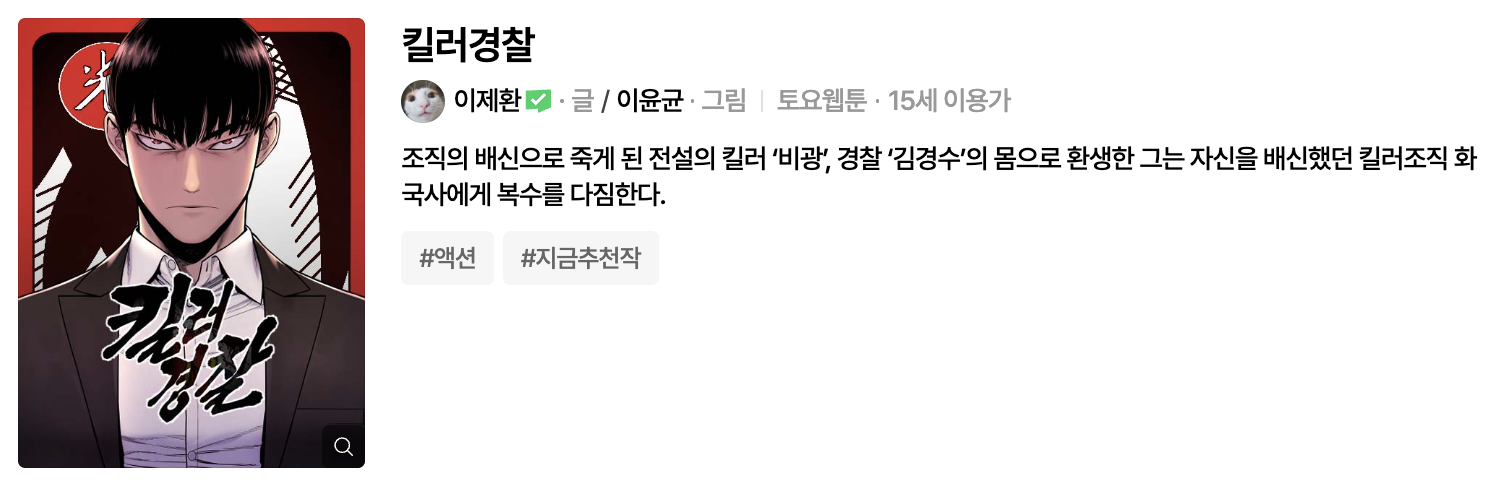 光
킬러
경찰
킬러경찰
이제환 · 글 / 이윤균 · 그림 | 토요웹툰 · 15세 이용가
조직의 배신으로 죽게 된 전설의 킬러 ‘비광’, 경찰 ‘김경수’의 몸으로 환생한 그는 자신을 배신했던 킬러조직 화
국사에게 복수를 다짐한다.
#액션 #지금추천작